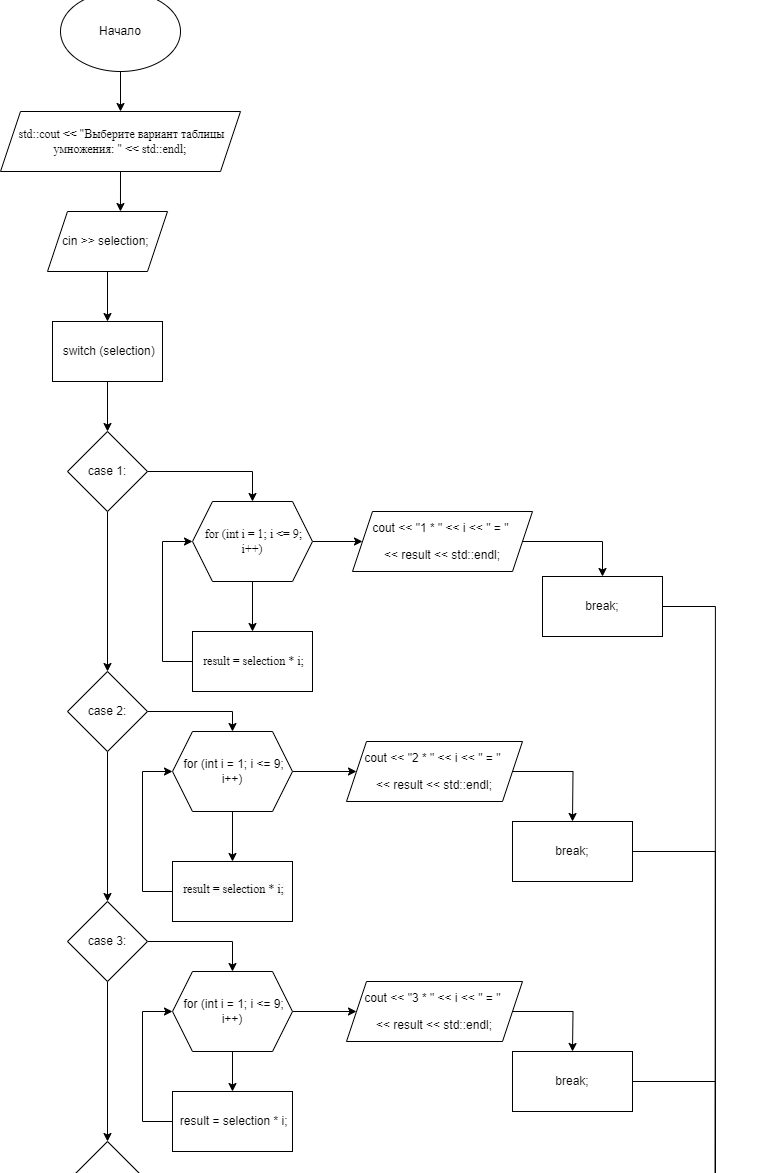 Начало
std::cout << "Выберите вариант таблицы
умножения: " << std::endl;
cin >> selection;
switch (selection)
case 1:
for (int i = 1; i <= 9;
i++)
cout << "1 * " << i << " = "
<< result << std::endl;
break;
result = selection * i;
case 2:
for (int i = 1; i <= 9;
i++)
cout << "2 * " << i << " = "
<< result << std::endl;
break;
result = selection * i;
case 3:
for (int i = 1; i <= 9;
i++)
cout << "3 * " << i << " = "
<< result << std::endl;
break;
result = selection * i;